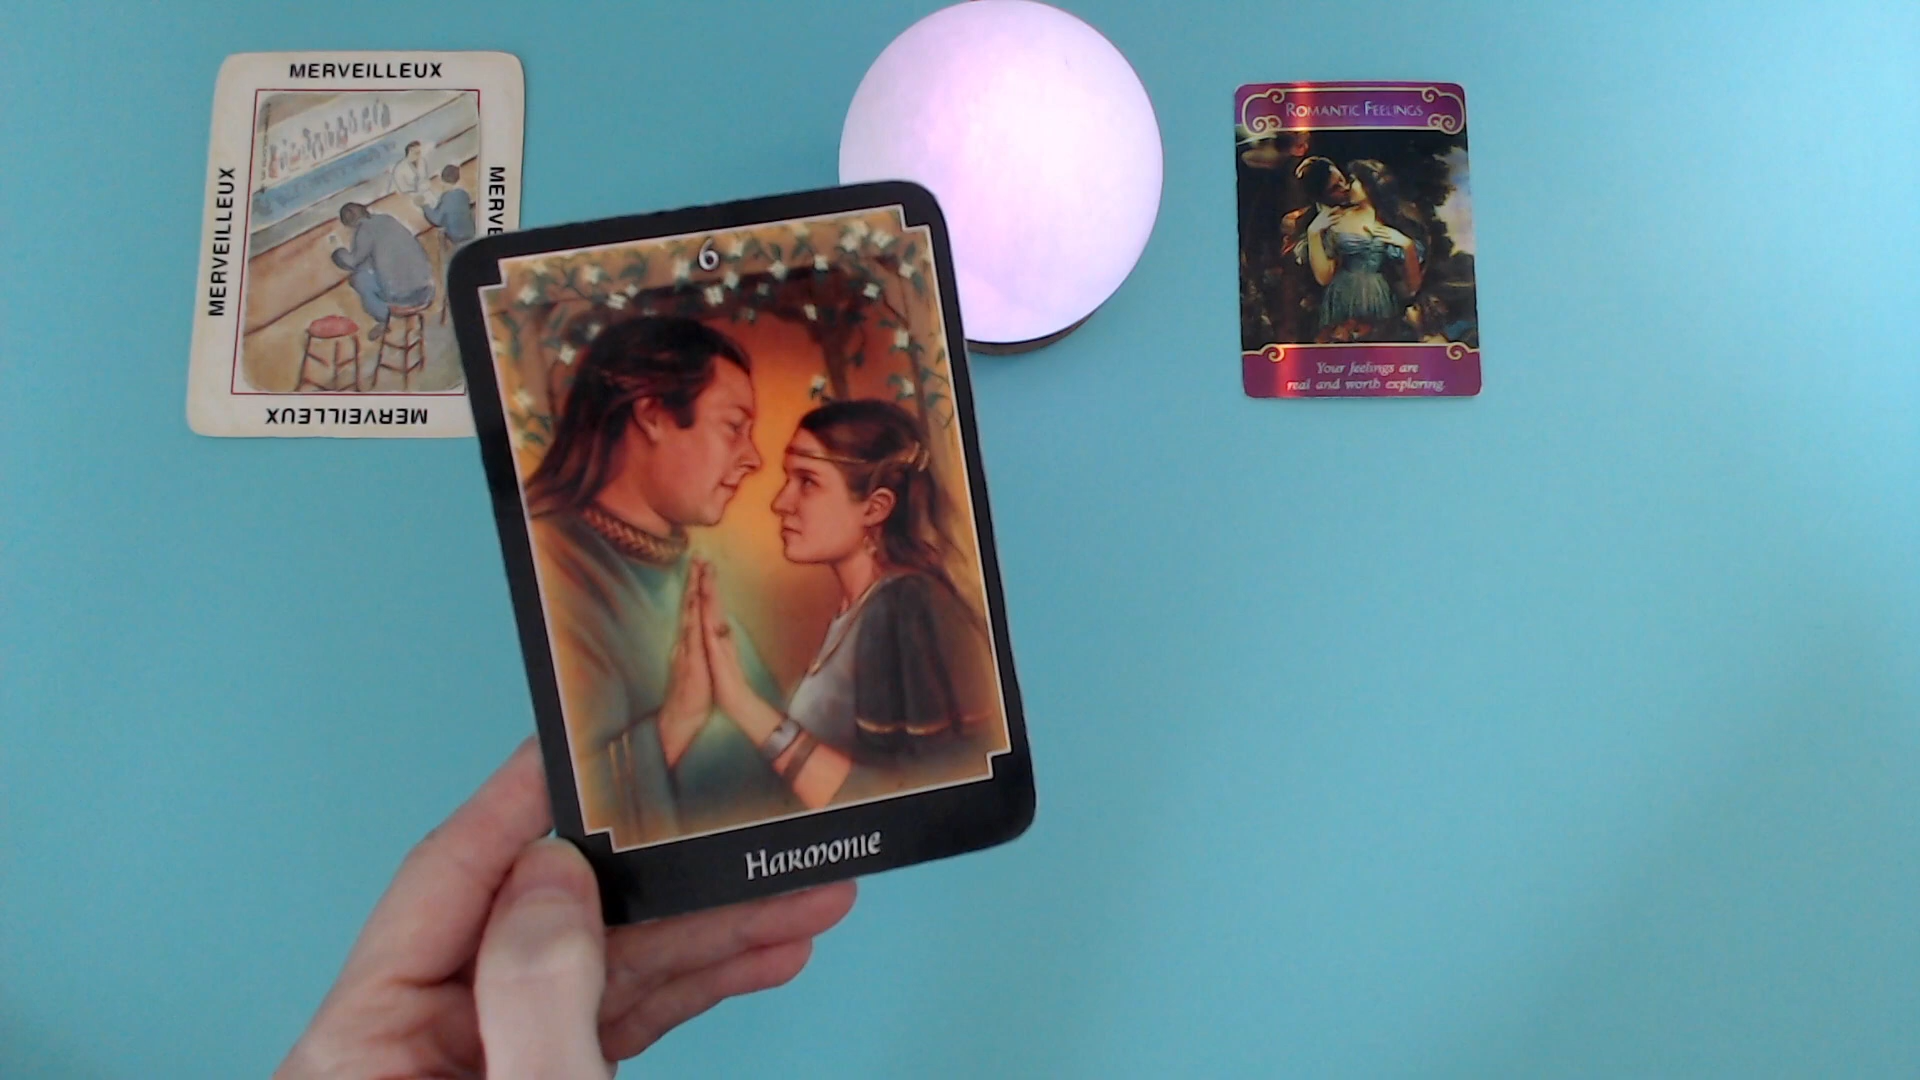 MERVEILLEUX
MERVEILLEUX
MERVE
MERVEILLEUX
6
Harmonie
Romantic Feelings
Your feelings are
real and worth exploring.